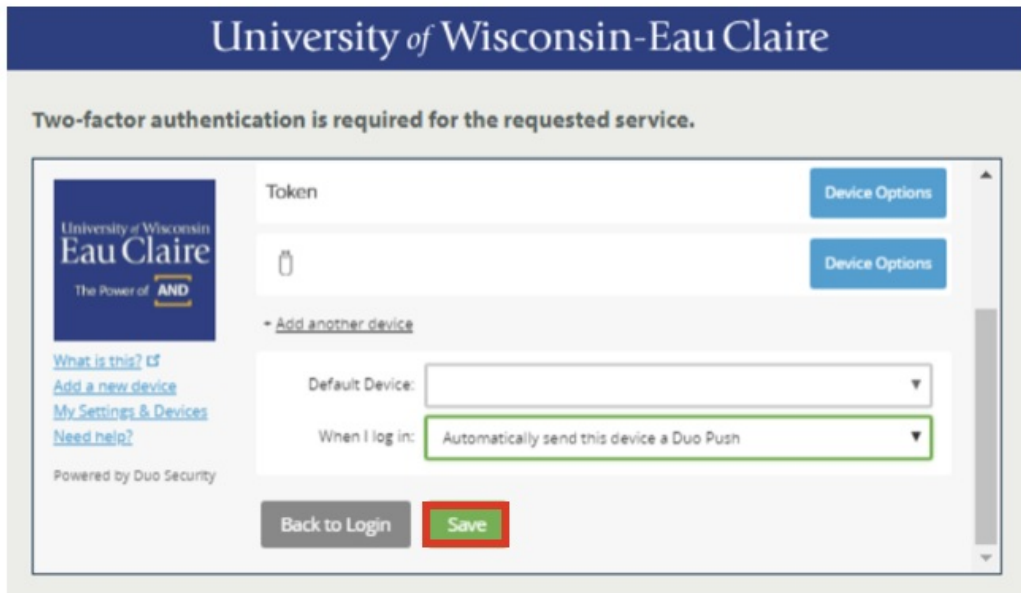 University of Wisconsin-Eau Claire
Two-factor authentication is required for the requested service.
University of Wisconsin
Eau Claire
The Power of AND
What is this?
Add a new device
My Settings & Devices
Need help?
Powered by Duo Security
Token
Device Options
Device Options
+ Add another device
Default Device:
When I log in: Automatically send this device a Duo Push
Back to Login Save